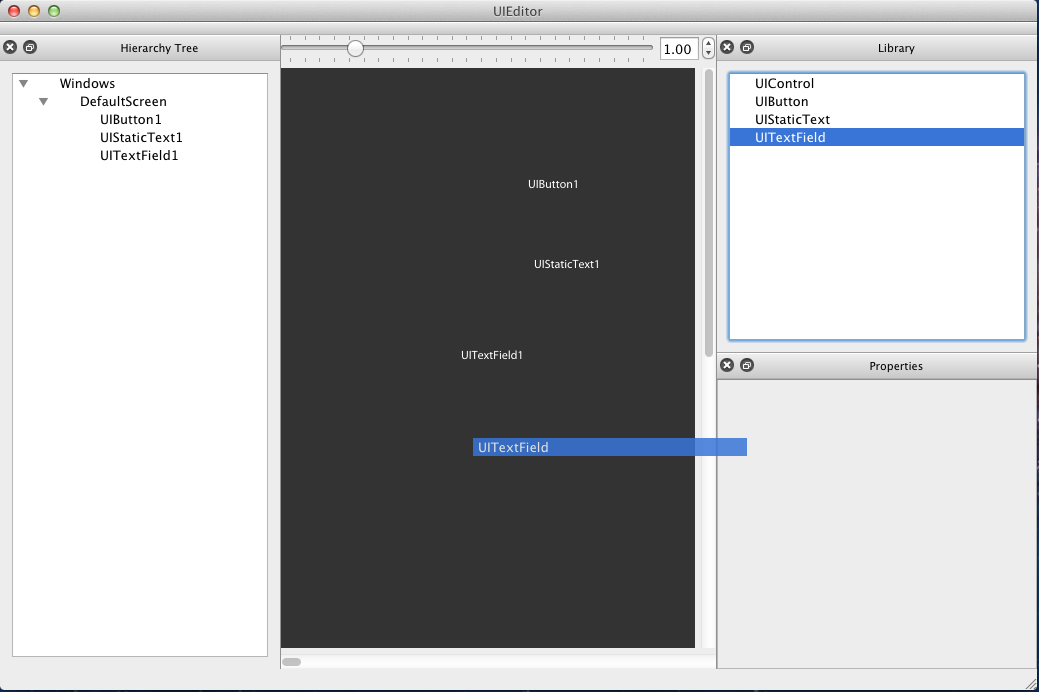 UIEditor
Hierarchy Tree
Windows
DefaultScreen
UIButton1
UIStaticText1
UITextField1
1.00
UIButton1
UIStaticText1
UITextField1
UITextField
Library
UIControl
UIButton
UIStaticText
UITextField
Properties